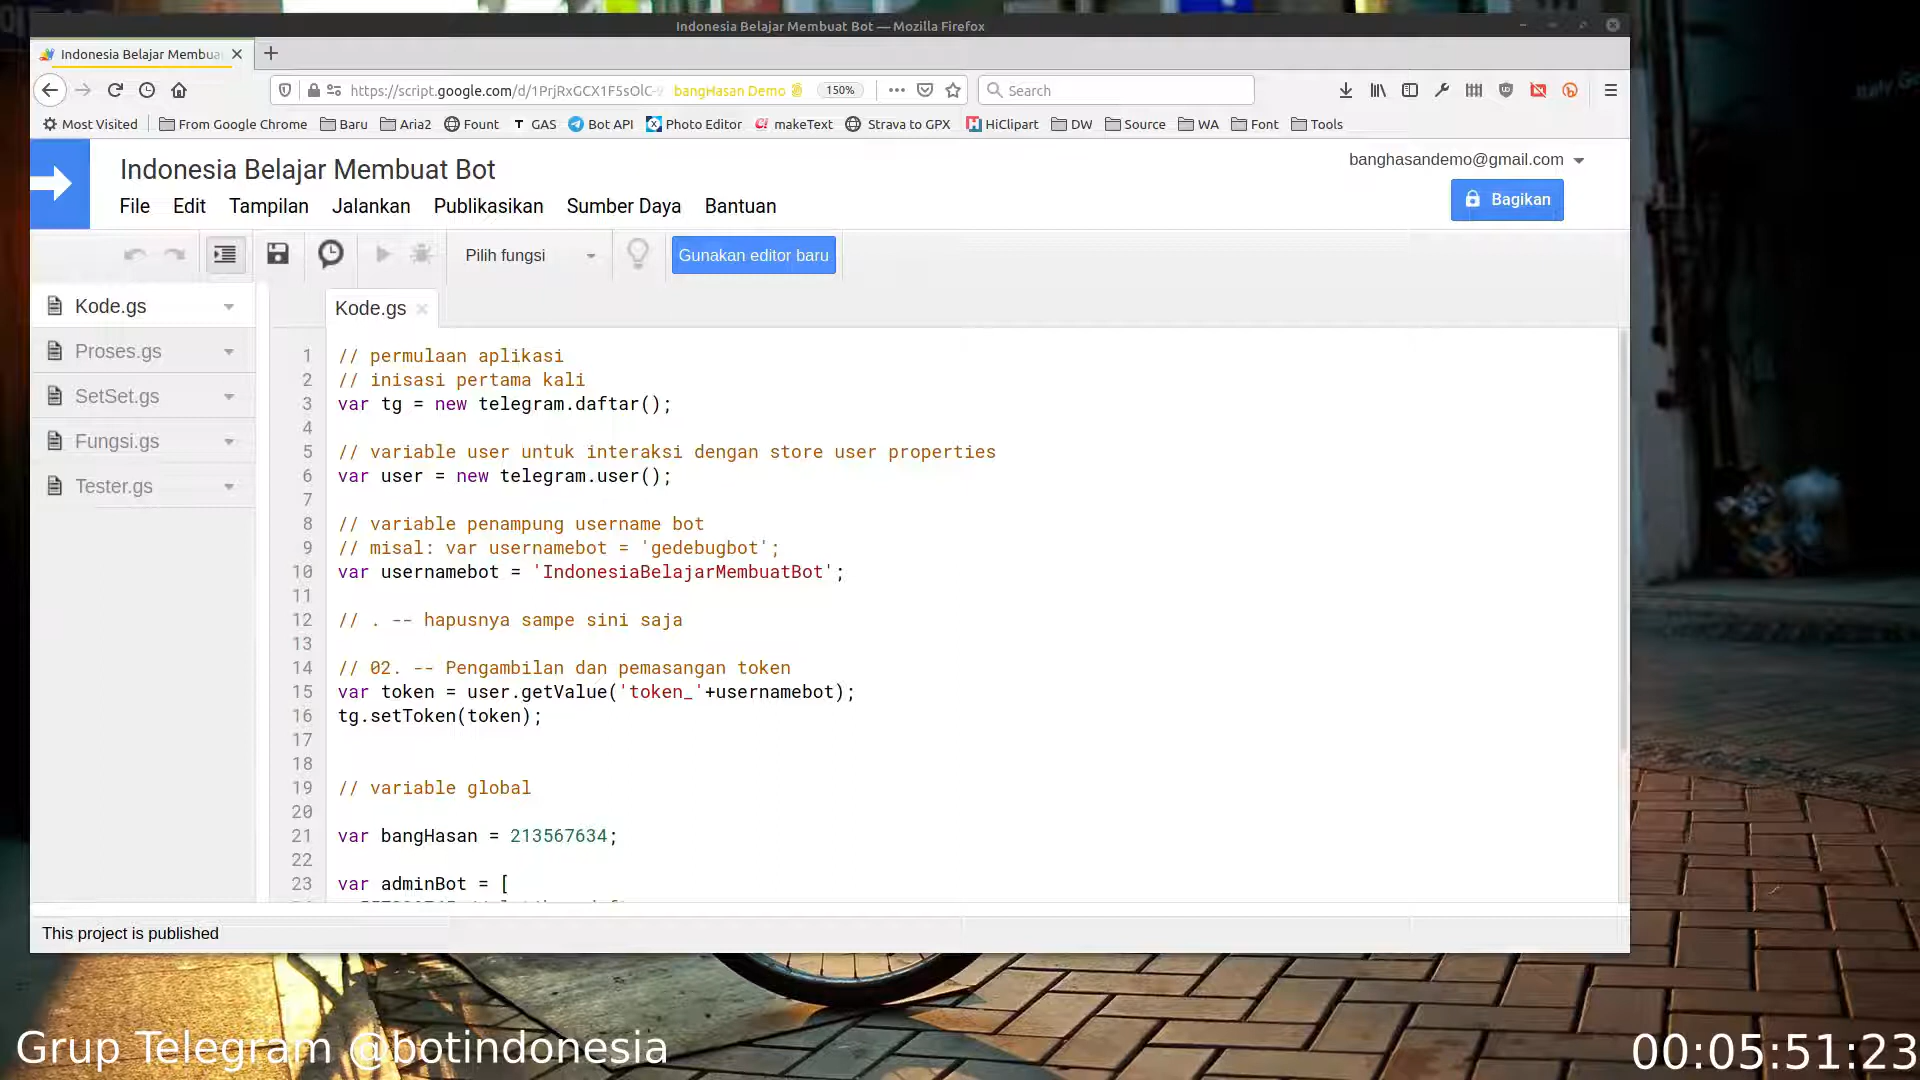 Indonesia Belajar Membuat Bot — Mozilla Firefox
Indonesia Belajar Membua
https://script.google.com/d/1PrjRxGCX1F5sOlC-9 bangHasan Demo 150% Search
Most Visited From Google Chrome Baru Aria2 Fount GAS Bot API Photo Editor makeText Strava to GPX HiClipart DW Source WA Font Tools
Indonesia Belajar Membuat Bot
banghasandemo@gmail.com
File Edit Tampilan Jalankan Publikasikan Sumber Daya Bantuan
Bagikan
Pilih fungsi Gunakan editor baru
Kode.gs
Proses.gs
SetSet.gs
Fungsi.gs
Tester.gs
Kode.gs
1 // permulaan aplikasi
2 // inisasi pertama kali
3 var tg = new telegram.daftar();
4
5 // variable user untuk interaksi dengan store user properties
6 var user = new telegram.user();
7
8 // variable penampung username bot
9 // misal: var usernamebot = 'gedebugbot';
10 var usernamebot = 'IndonesiaBelajarMembuatBot';
11
12 // . -- hapusnya sampe sini saja
13
14 // 02. -- Pengambilan dan pemasangan token
15 var token = user.getValue('token_'+usernamebot);
16 tg.setToken(token);
17
18
19 // variable global
20
21 var bangHasan = 213567634;
22
23 var adminBot = [
This project is published
Grup Telegram @botindonesia
00:05:51:23